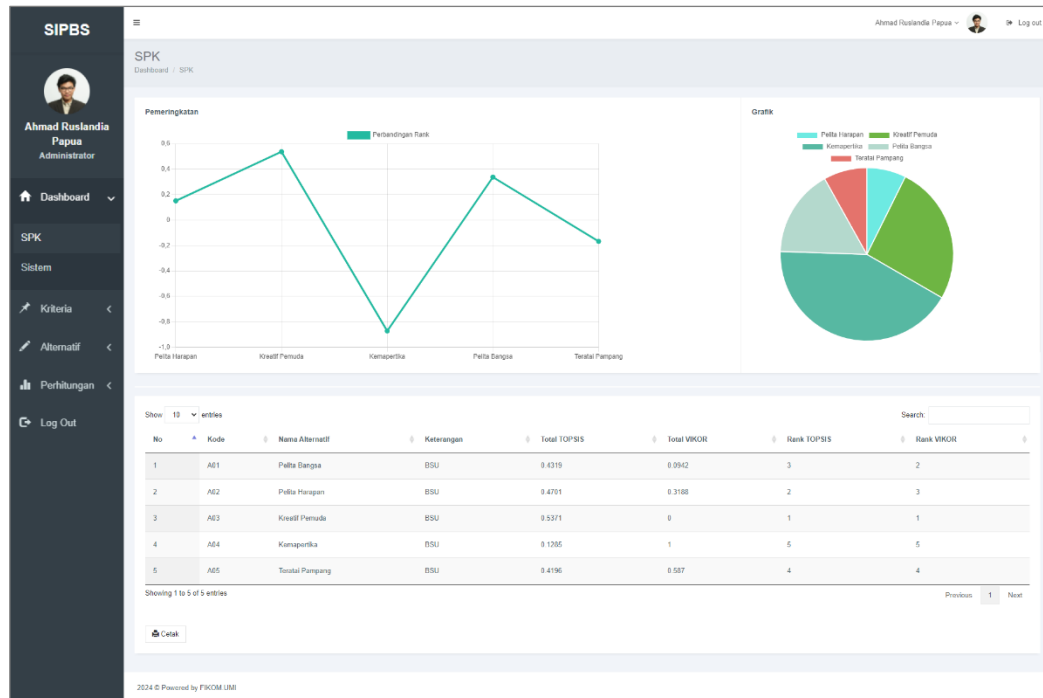 SIPBS
Ahmad Ruslandia Papua
Log out
Ahmad Ruslandia
Papua
Administrator
Dashboard
SPK
Sistem
Kriteria
Alternatif
Perhitungan
Log Out
SPK
Dashboard / SPK
Pemeringkatan
Perbandingan Rank
0,6
0,4
0,2
0
-0,2
-0,4
-0,6
-0,8
-1,0
Pelita Harapan Kreatif Pemuda Kemapertika Pelita Bangsa Teratai Pampang
Grafik
Pelita Harapan Kreatif Pemuda
Kemapertika Pelita Bangsa
Teratai Pampang
Show 10 entries Search:
No Kode Nama Alternatif Keterangan Total TOPSIS Total VIKOR Rank TOPSIS Rank VIKOR
1 A01 Pelita Bangsa BSU 0.4319 0.0942 3 2
2 A02 Pelita Harapan BSU 0.4701 0.3188 2 3
3 A03 Kreatif Pemuda BSU 0.5371 0 1 1
4 A04 Kemapertika BSU 0.1265 1 5 5
5 A05 Teratai Pampang BSU 0.4196 0.587 4 4
Showing 1 to 5 of 5 entries
Previous 1 Next
Cetak
2024 © Powered by FIKOM.UMI